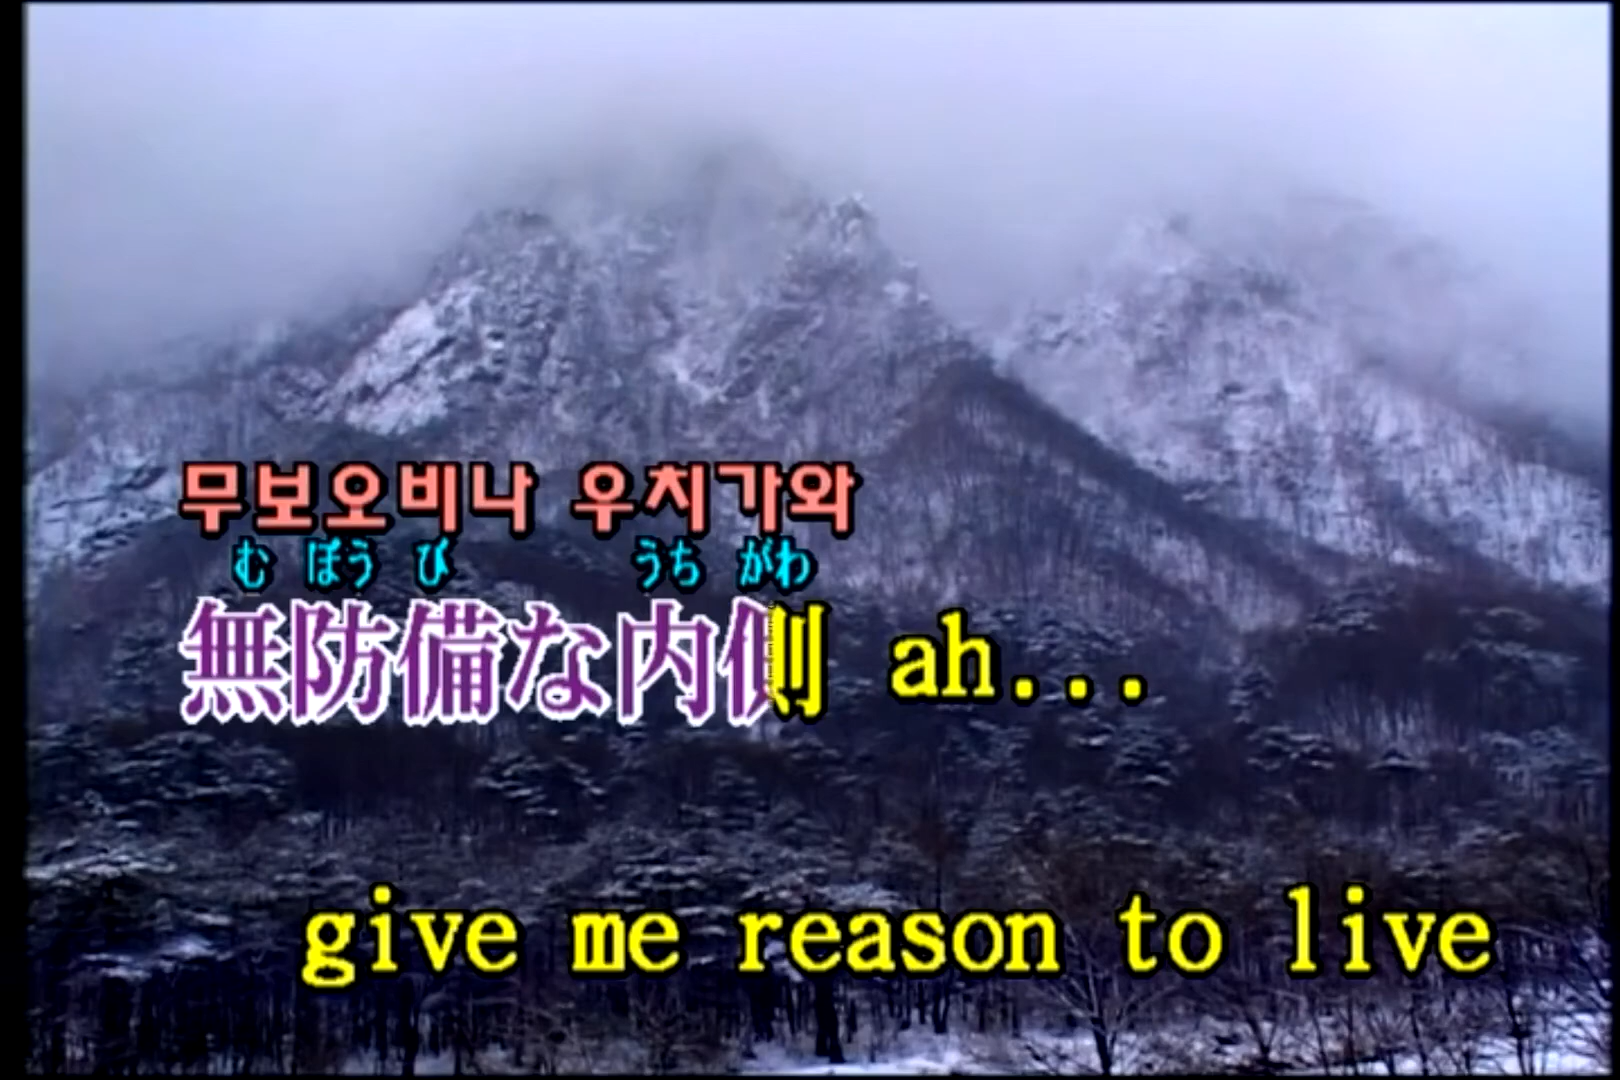 무보오비나 우치가와
む ぼう び うち がわ
無防備な内側 ah...
give me reason to live